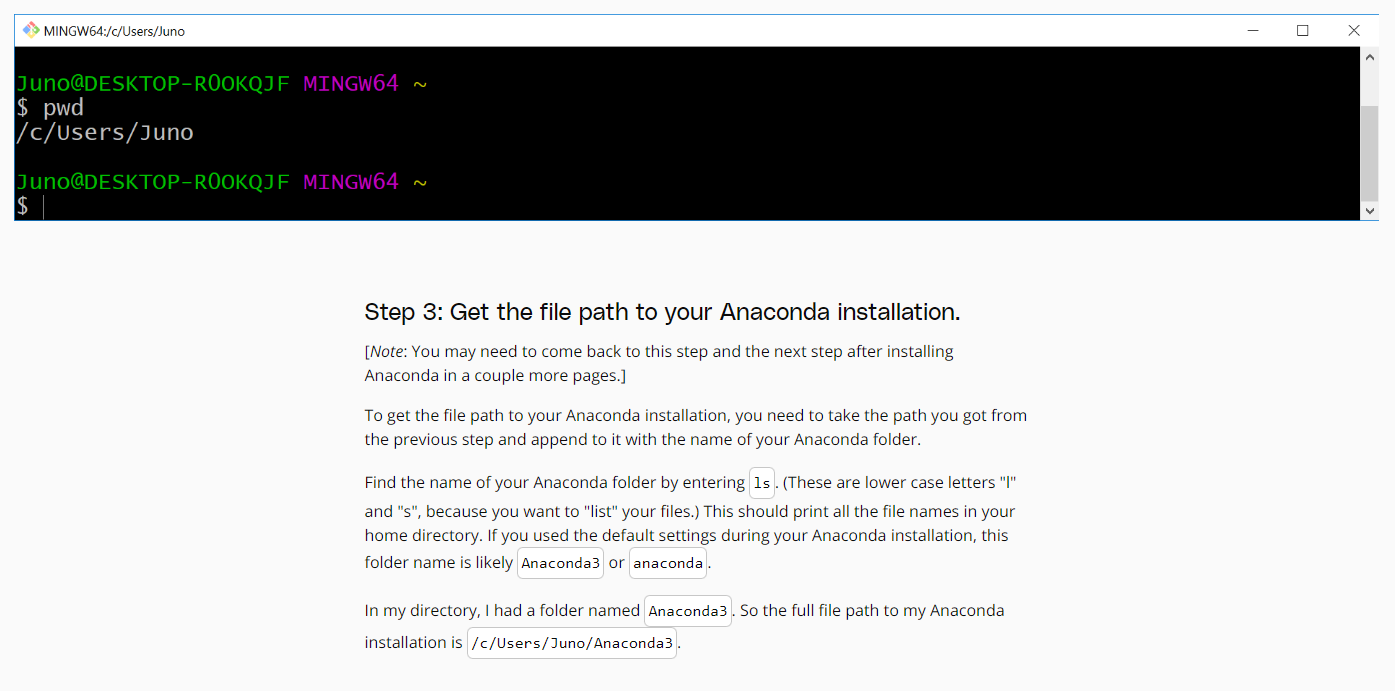 MINGW64:/c/Users/Juno
Juno@DESKTOP-R0OKQJF MINGW64 ~
$ pwd
/c/Users/Juno
Juno@DESKTOP-R0OKQJF MINGW64 ~
$
Step 3: Get the file path to your Anaconda installation.
[Note: You may need to come back to this step and the next step after installing
Anaconda in a couple more pages.]
To get the file path to your Anaconda installation, you need to take the path you got from
the previous step and append to it with the name of your Anaconda folder.
Find the name of your Anaconda folder by entering ls. (These are lower case letters "l"
and "s", because you want to "list" your files.) This should print all the file names in your
home directory. If you used the default settings during your Anaconda installation, this
folder name is likely Anaconda3 or anaconda.
In my directory, I had a folder named Anaconda3. So the full file path to my Anaconda
installation is /c/Users/Juno/Anaconda3.